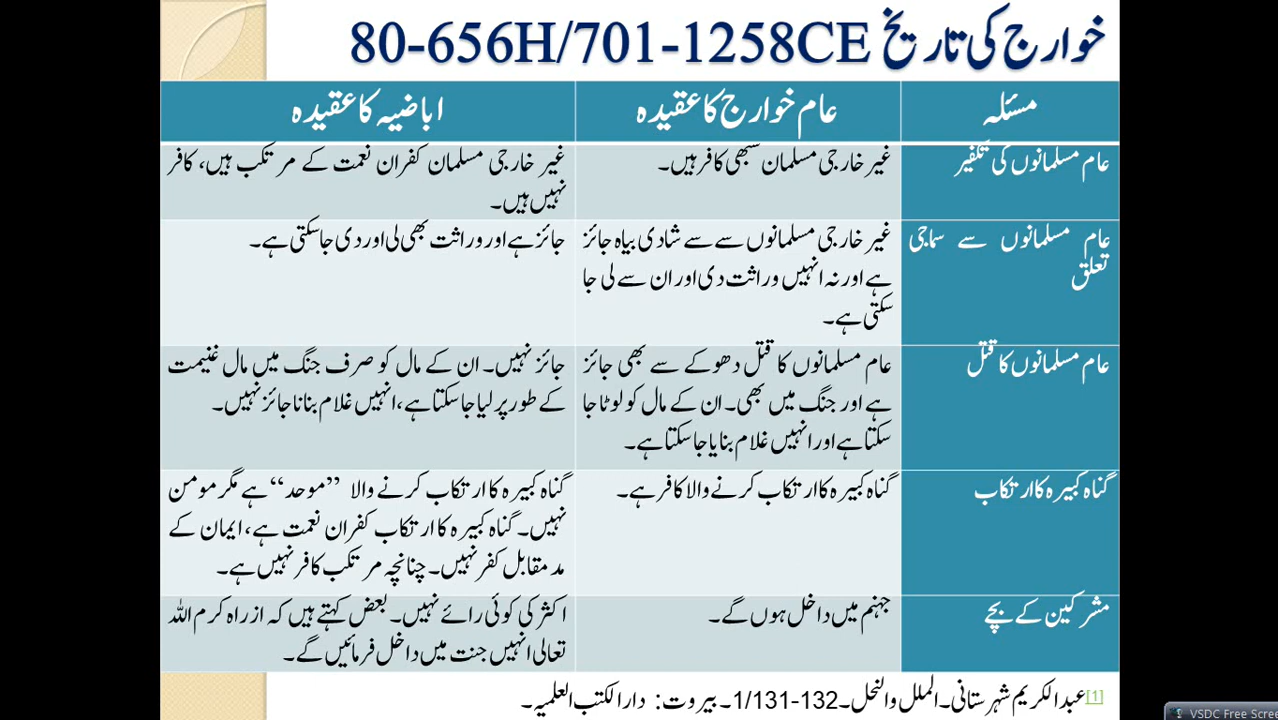 خوارج کی تاریخ 80-656H/701-1258CE
مسئلہ
عام خوارج کا عقیدہ
اباضیہ کا عقیدہ
عام مسلمانوں کی تکفیر
غیر خارجی مسلمان سبھی کافر ہیں۔
غیر خارجی مسلمان کفران نعمت کے مرتکب ہیں، کافر
نہیں ہیں۔
عام مسلمانوں سے سماجی
تعلق
غیر خارجی مسلمانوں سے سے شادی بیاہ جائز
ہے اور نہ انہیں وراثت دی اور ان سے لی جا
سکتی ہے۔
جائز ہے اور وراثت بھی لی اور دی جا سکتی ہے۔
عام مسلمانوں کا قتل
عام مسلمانوں کا قتل دھوکے سے بھی جائز
ہے اور جنگ میں بھی۔ ان کے مال کو لوٹا جا
سکتا ہے اور انہیں غلام بنایا جا سکتا ہے۔
جائز نہیں۔ ان کے مال کو صرف جنگ میں مال غنیمت
کے طور پر لیا جا سکتا ہے، انہیں غلام بنانا جائز نہیں۔
گناہ کبیرہ کا ارتکاب
گناہ کبیرہ کا ارتکاب کرنے والا کافر ہے۔
گناہ کبیرہ کا ارتکاب کرنے والا ”موحد“ ہے مگر مومن
نہیں۔ گناہ کبیرہ کا ارتکاب کفران نعمت ہے، ایمان کے
مد مقابل کفر نہیں۔ چنانچہ مرتکب کافر نہیں ہے۔
مشرکین کے بچے
جہنم میں داخل ہوں گے۔
اکثر کی کوئی رائے نہیں۔ بعض کہتے ہیں کہ از راہ کرم اللہ
تعالی انہیں جنت میں داخل فرمائیں گے۔
[1] عبد الکریم شہرستانی۔ الملل والنحل۔ 1/131-132۔ بیروت: دار الکتب العلمیہ۔
VSDC Free Scree